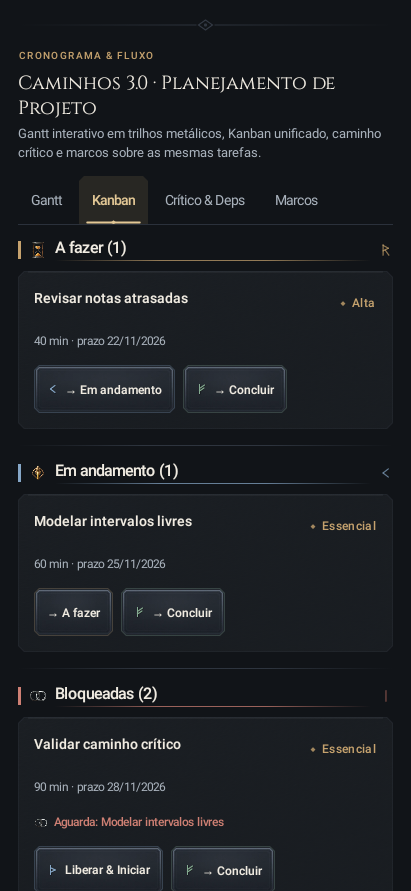 CRONOGRAMA & FLUXO
Caminhos 3.0 · Planejamento de
Projeto
Gantt interativo em trilhos metálicos, Kanban unificado, caminho
crítico e marcos sobre as mesmas tarefas.
Gantt Kanban Crítico & Deps Marcos
A fazer (1) ᚱ
Revisar notas atrasadas
• Alta
40 min · prazo 22/11/2026
ᚲ → Em andamento ᚠ → Concluir
Em andamento (1) ᚲ
Modelar intervalos livres
• Essencial
60 min · prazo 25/11/2026
→ A fazer ᚠ → Concluir
Bloqueadas (2) ᛁ
Validar caminho crítico
• Essencial
90 min · prazo 28/11/2026
Aguarda: Modelar intervalos livres
ᚦ Liberar & Iniciar ᚠ → Concluir